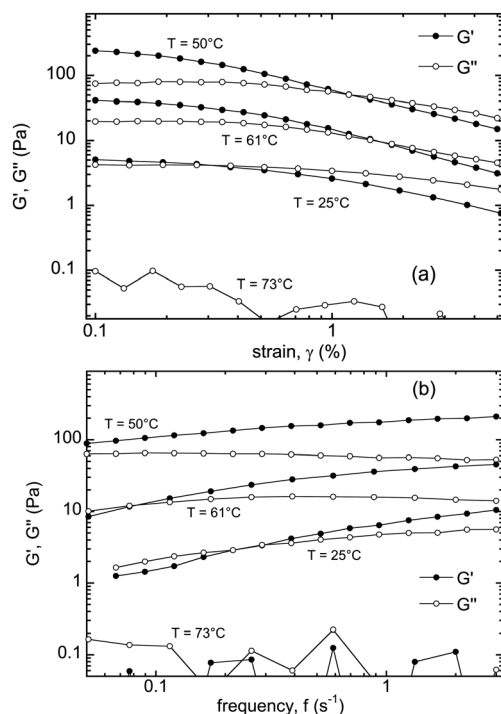 T = 50°C
G'
G''
100
10
1
0.1
G', G'' (Pa)
T = 61°C
T = 25°C
T = 73°C
(a)
0.1
1
strain, γ (%)
(b)
T = 50°C
100
10
1
0.1
G', G'' (Pa)
T = 61°C
T = 25°C
T = 73°C
G'
G''
0.1
1
frequency, f (s⁻¹)